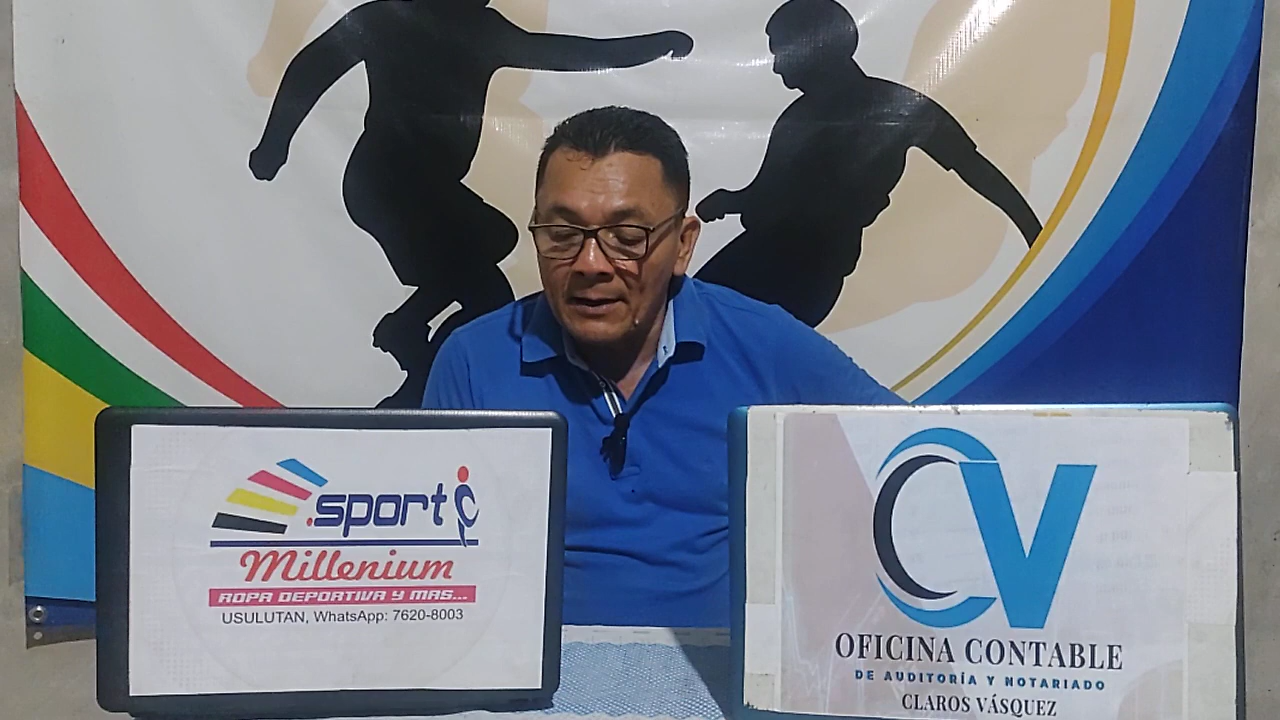 .sport
Millenium
ROPA DEPORTIVA Y MAS...
USULUTAN, WhatsApp: 7620-8003
CV
OFICINA CONTABLE
DE AUDITORÍA Y NOTARIADO
CLAROS VÁSQUEZ